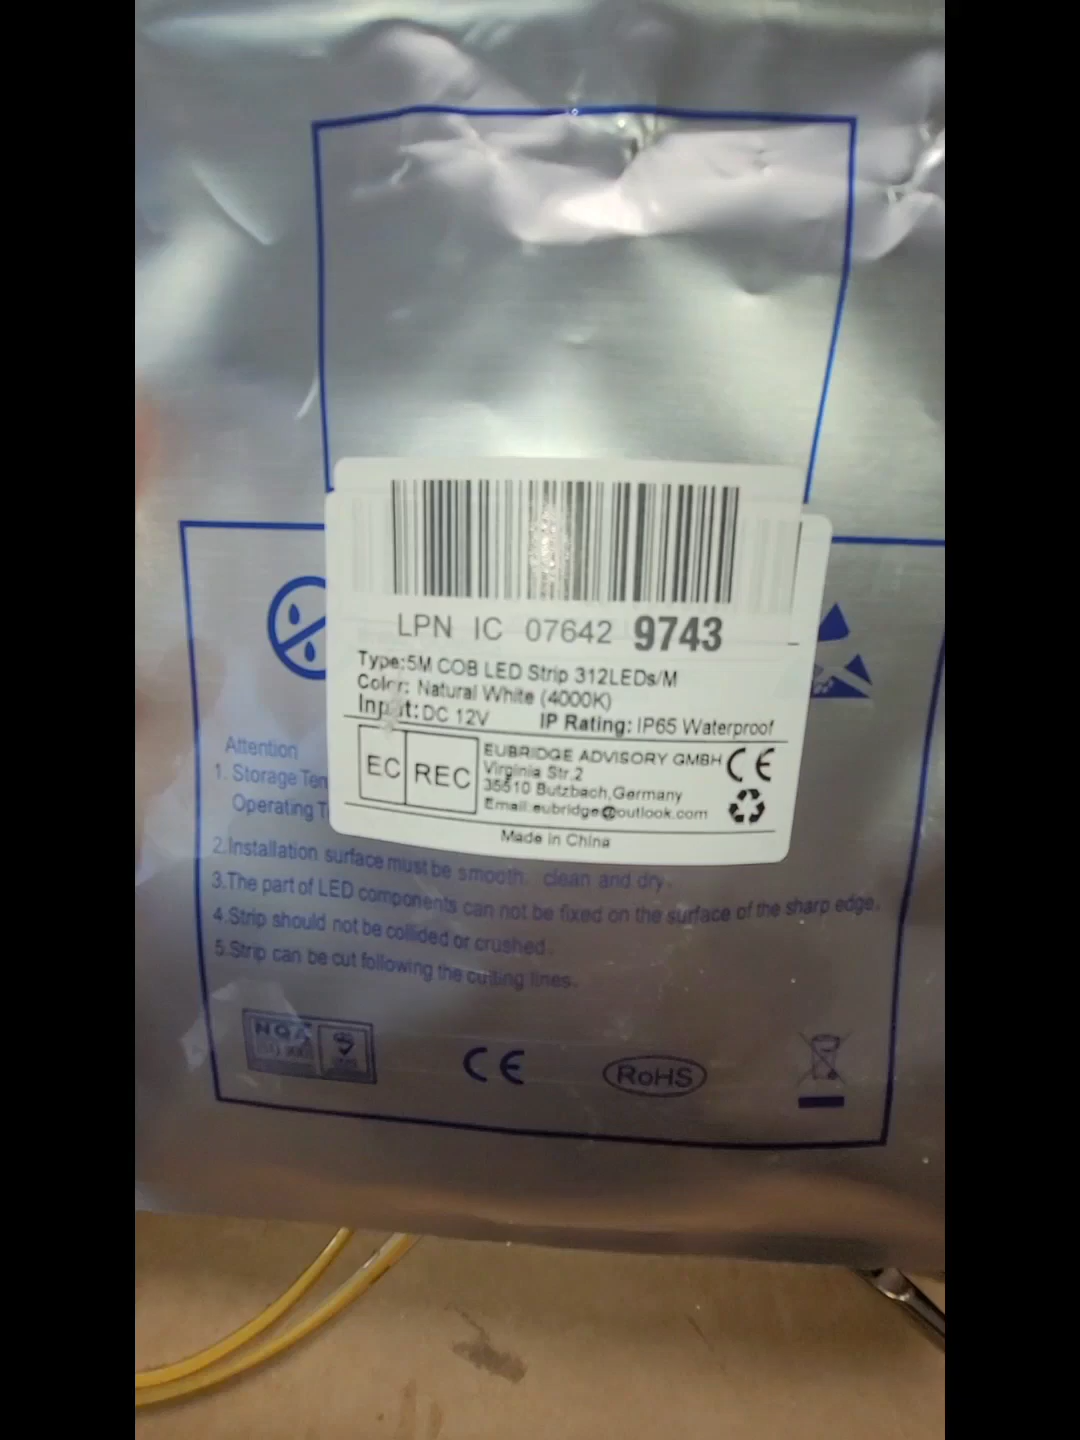 LPN IC 07642 9743
Type:5M COB LED Strip 312LEDs/M
Color: Natural White (4000K)
Input: DC 12V IP Rating: IP65 Waterproof
EC REC
EUBRIDGE ADVISORY GMBH
Virginia Str.2
35510 Butzbach,Germany
Email:eubridge@outlook.com
CE
Made in China
Attention
1. Storage
Operating
2.Installation surface must be smooth, clean and dry.
3.The part of LED components can not be fixed on the surface of the sharp edge.
4.Strip should not be collided or crushed.
5.Strip can be cut following the cutting lines.
NQA
CE
RoHS